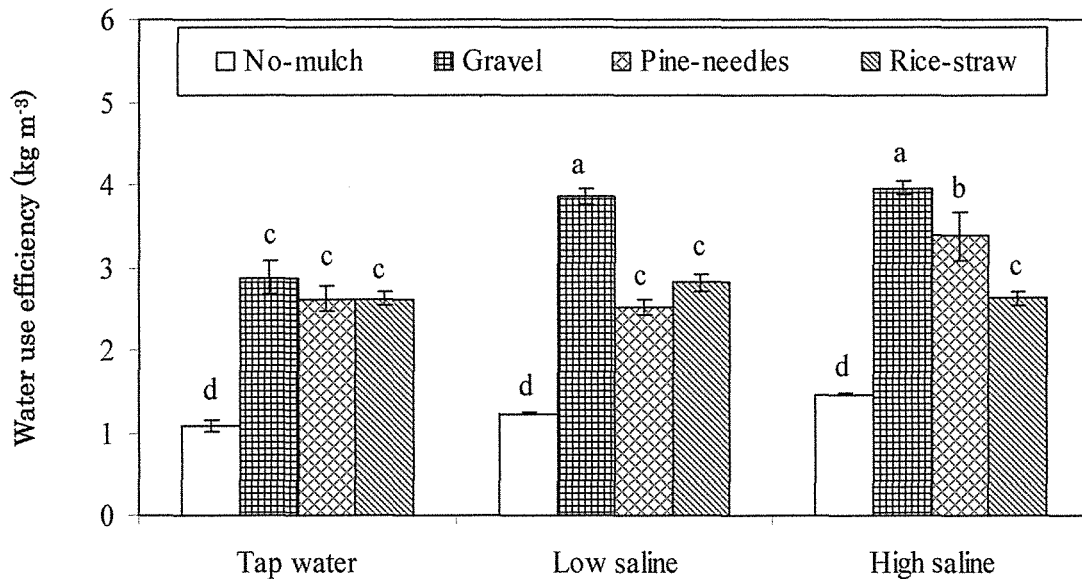 Water use efficiency (kg m⁻³)
6
5
4
3
2
1
0
No-mulch Gravel Pine-needles Rice-straw
d c c c
d a c c
d a b c
Tap water Low saline High saline